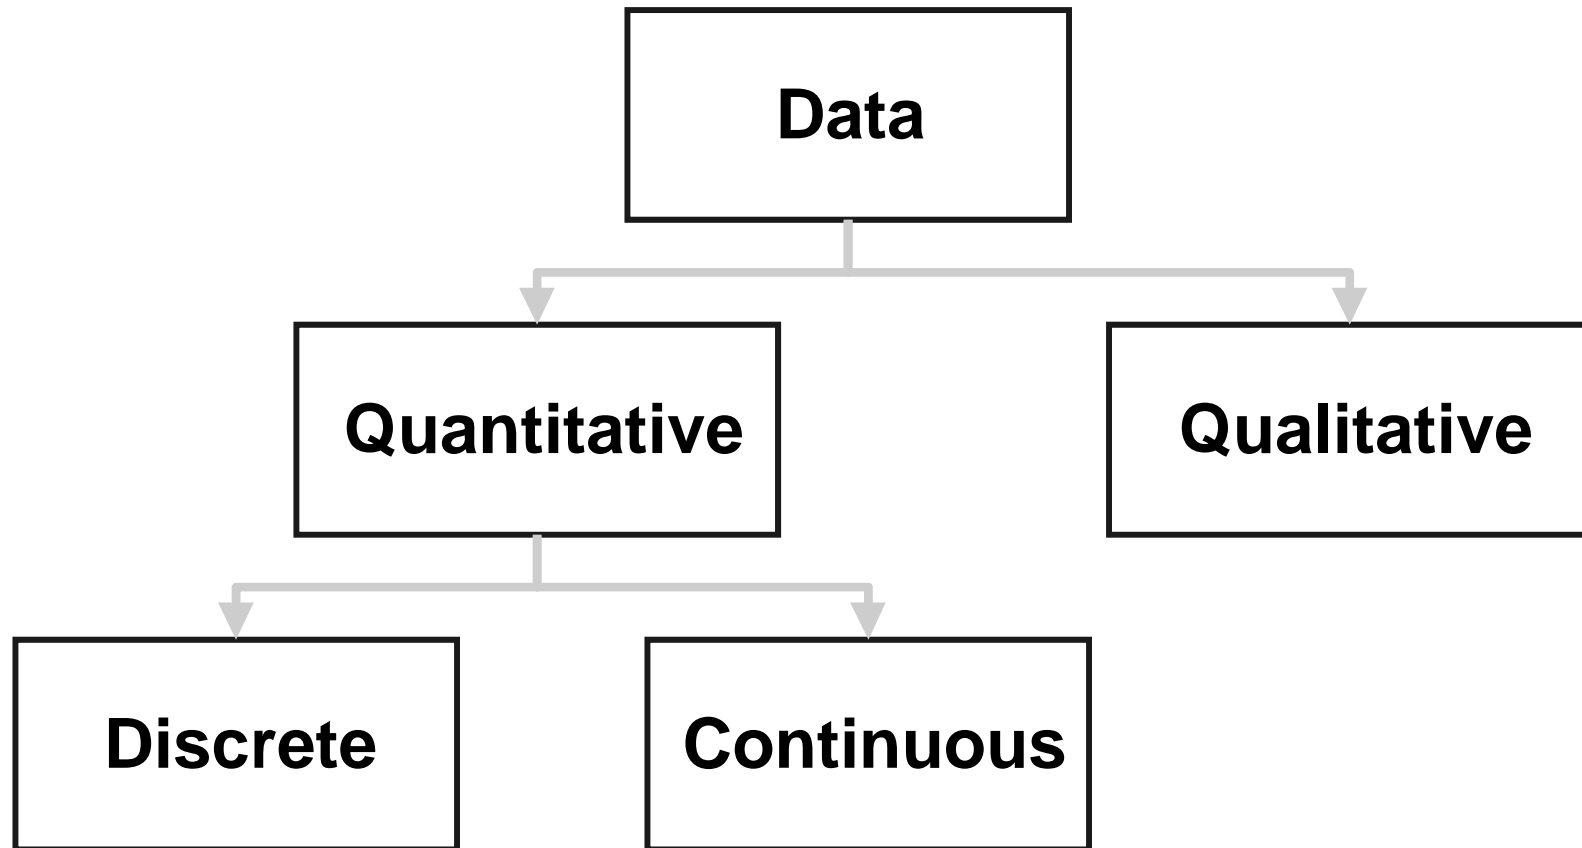 Data
Quantitative
Qualitative
Discrete
Continuous